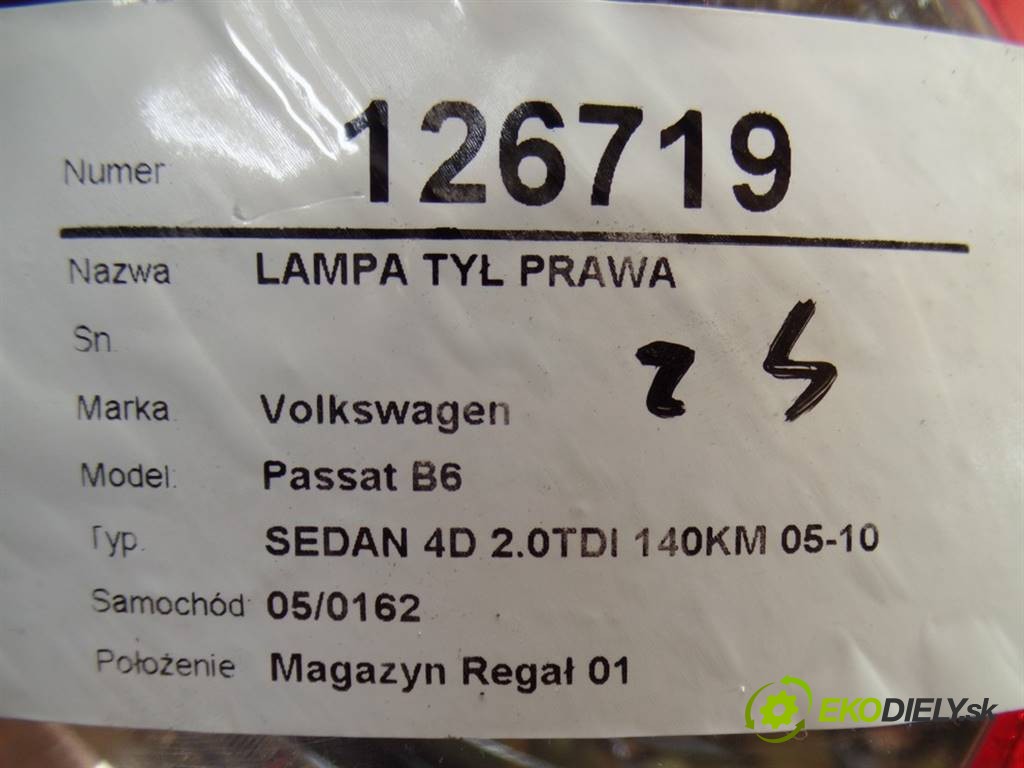 Numer: 126719
Nazwa LAMPA TYŁ PRAWA
Sn.
Marka Volkswagen
Model: Passat B6
Typ. SEDAN 4D 2.0TDI 140KM 05-10
Samochód 05/0162
Położenie Magazyn Regał 01
EKODIELY.sk